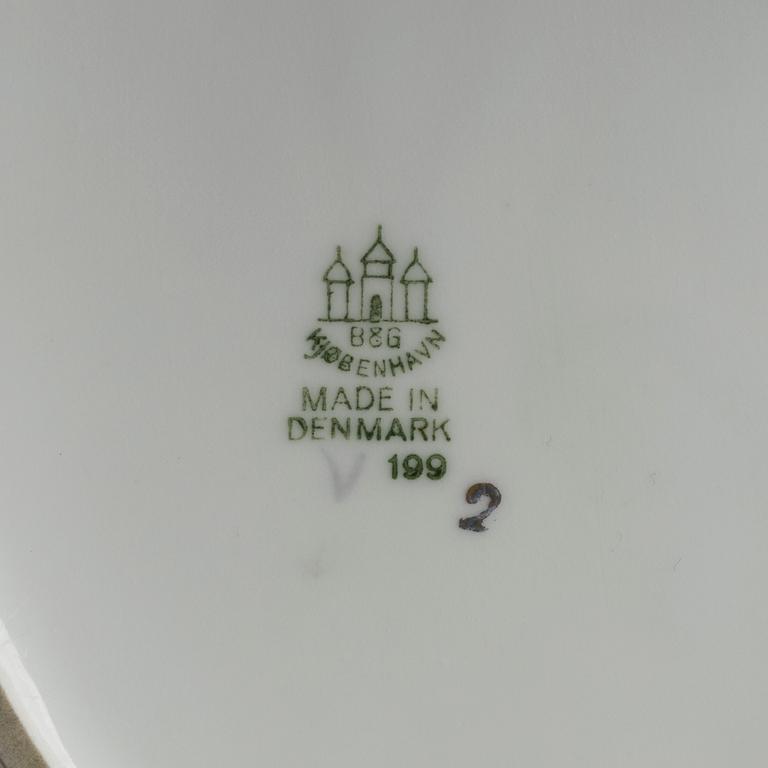 B&G
KJØBENHAVN
MADE IN
DENMARK
V 199
2